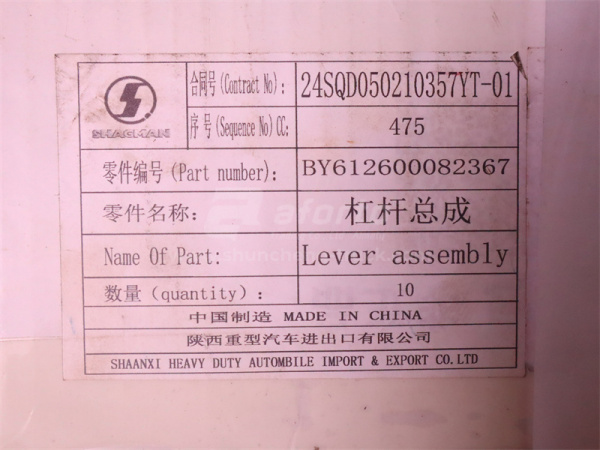 SHACMAN
合同号(Contract No): 24SQD050210357YT-01
序号(Sequence No)CC: 475
零件编号(Part number): BY612600082367
零件名称: 杠杆总成
Name Of Part: Lever assembly
数量(quantity): 10
中国制造 MADE IN CHINA
陕西重型汽车进出口有限公司
SHAANXI HEAVY DUTY AUTOMBILE IMPORT & EXPORT CO.LTD